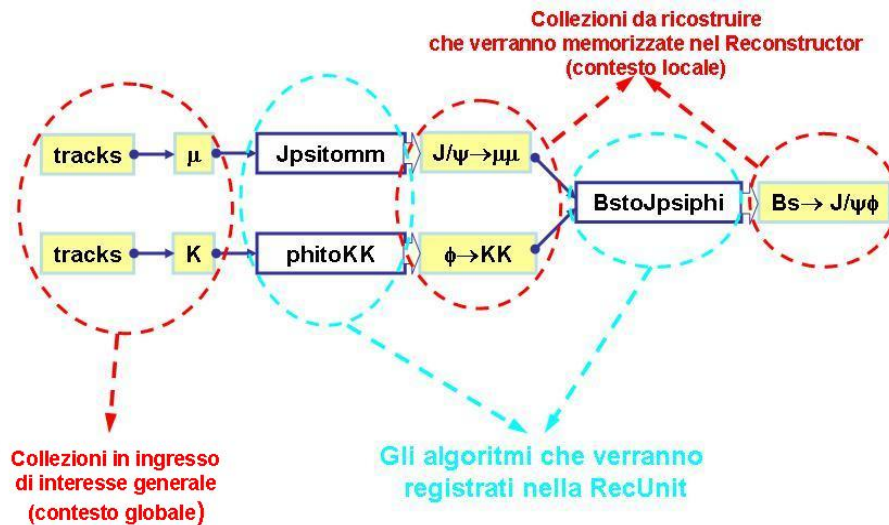 Collezioni da ricostruire
che verranno memorizzate nel Reconstructor
(contesto locale)
tracks
μ
Jpsitomm
J/ψ→μμ
BstoJpsiphi
Bs→ J/ψϕ
tracks
K
phitoKK
ϕ→KK
Collezioni in ingresso
di interesse generale
(contesto globale)
Gli algoritmi che verranno
registrati nella RecUnit